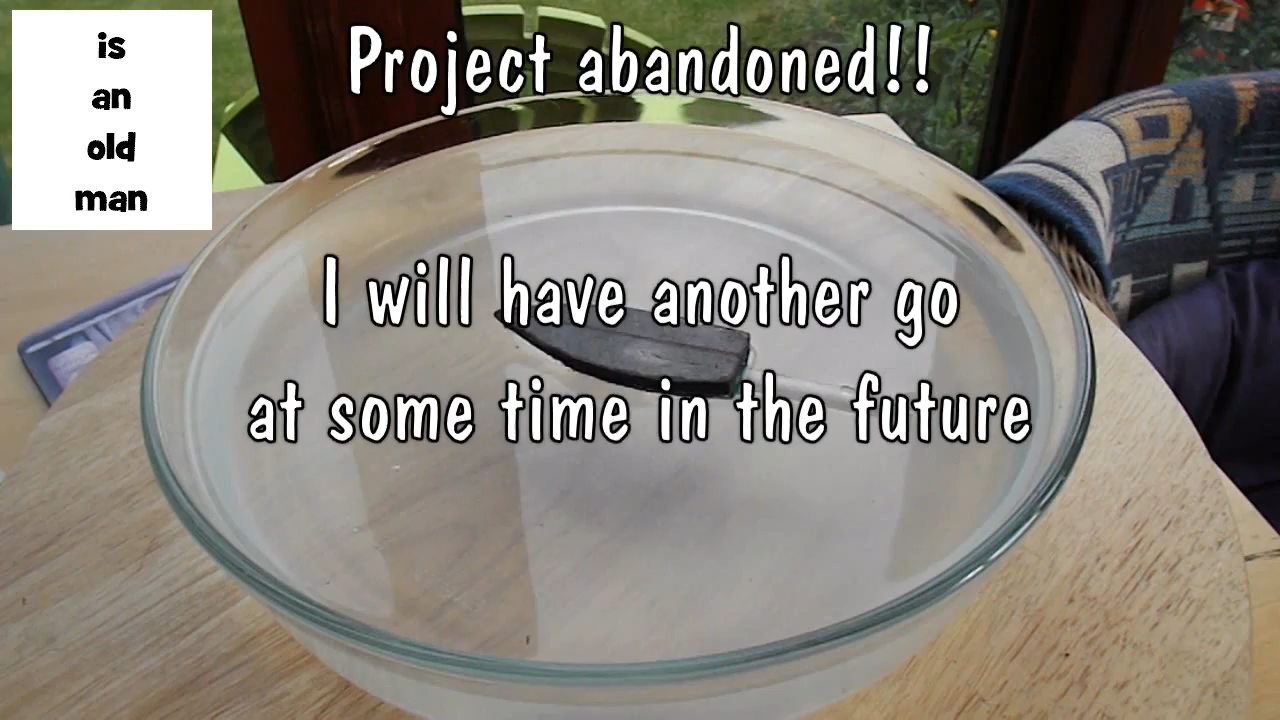 is
an
old
man
Project abandoned!!
I will have another go
at some time in the future